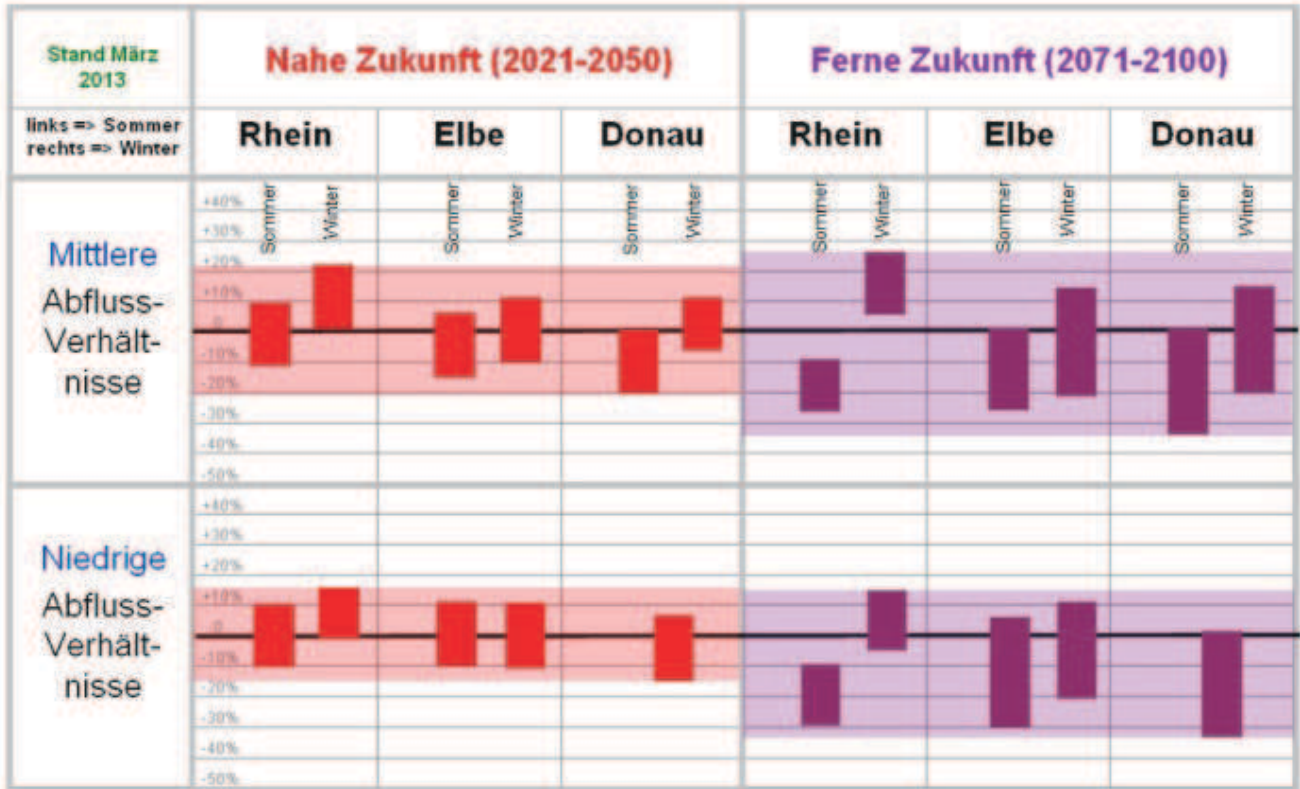 Stand März
2013
Nahe Zukunft (2021-2050)
Ferne Zukunft (2071-2100)
links => Sommer
rechts => Winter
Rhein
Elbe
Donau
Rhein
Elbe
Donau
Mittlere
Abfluss-
Verhält-
nisse
Sommer
Winter
Sommer
Winter
Sommer
Winter
Sommer
Winter
Sommer
Winter
Sommer
Winter
+40%
+30%
+20%
+10%
0
-10%
-20%
-30%
-40%
-50%
Niedrige
Abfluss-
Verhält-
nisse
+40%
+30%
+20%
+10%
0
-10%
-20%
-30%
-40%
-50%